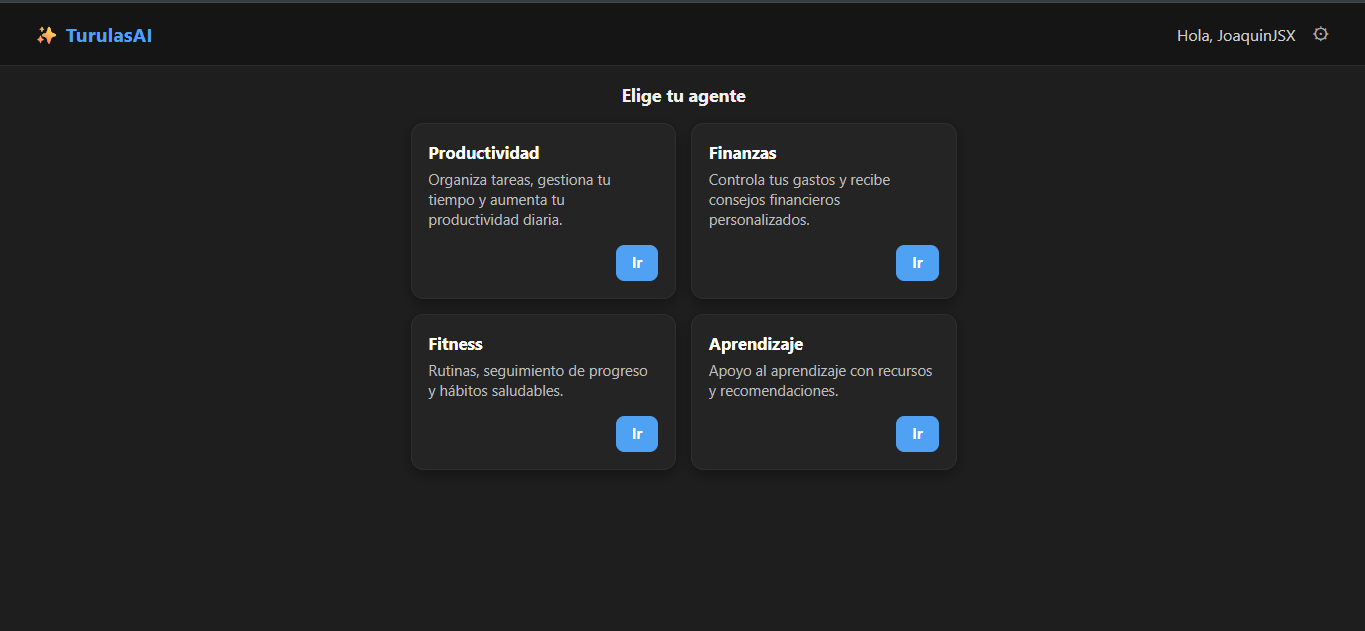 TurulasAI
Hola, JoaquinJSX
Elige tu agente
Productividad
Organiza tareas, gestiona tu
tiempo y aumenta tu
productividad diaria.
Ir
Finanzas
Controla tus gastos y recibe
consejos financieros
personalizados.
Ir
Fitness
Rutinas, seguimiento de progreso
y hábitos saludables.
Ir
Aprendizaje
Apoyo al aprendizaje con recursos
y recomendaciones.
Ir